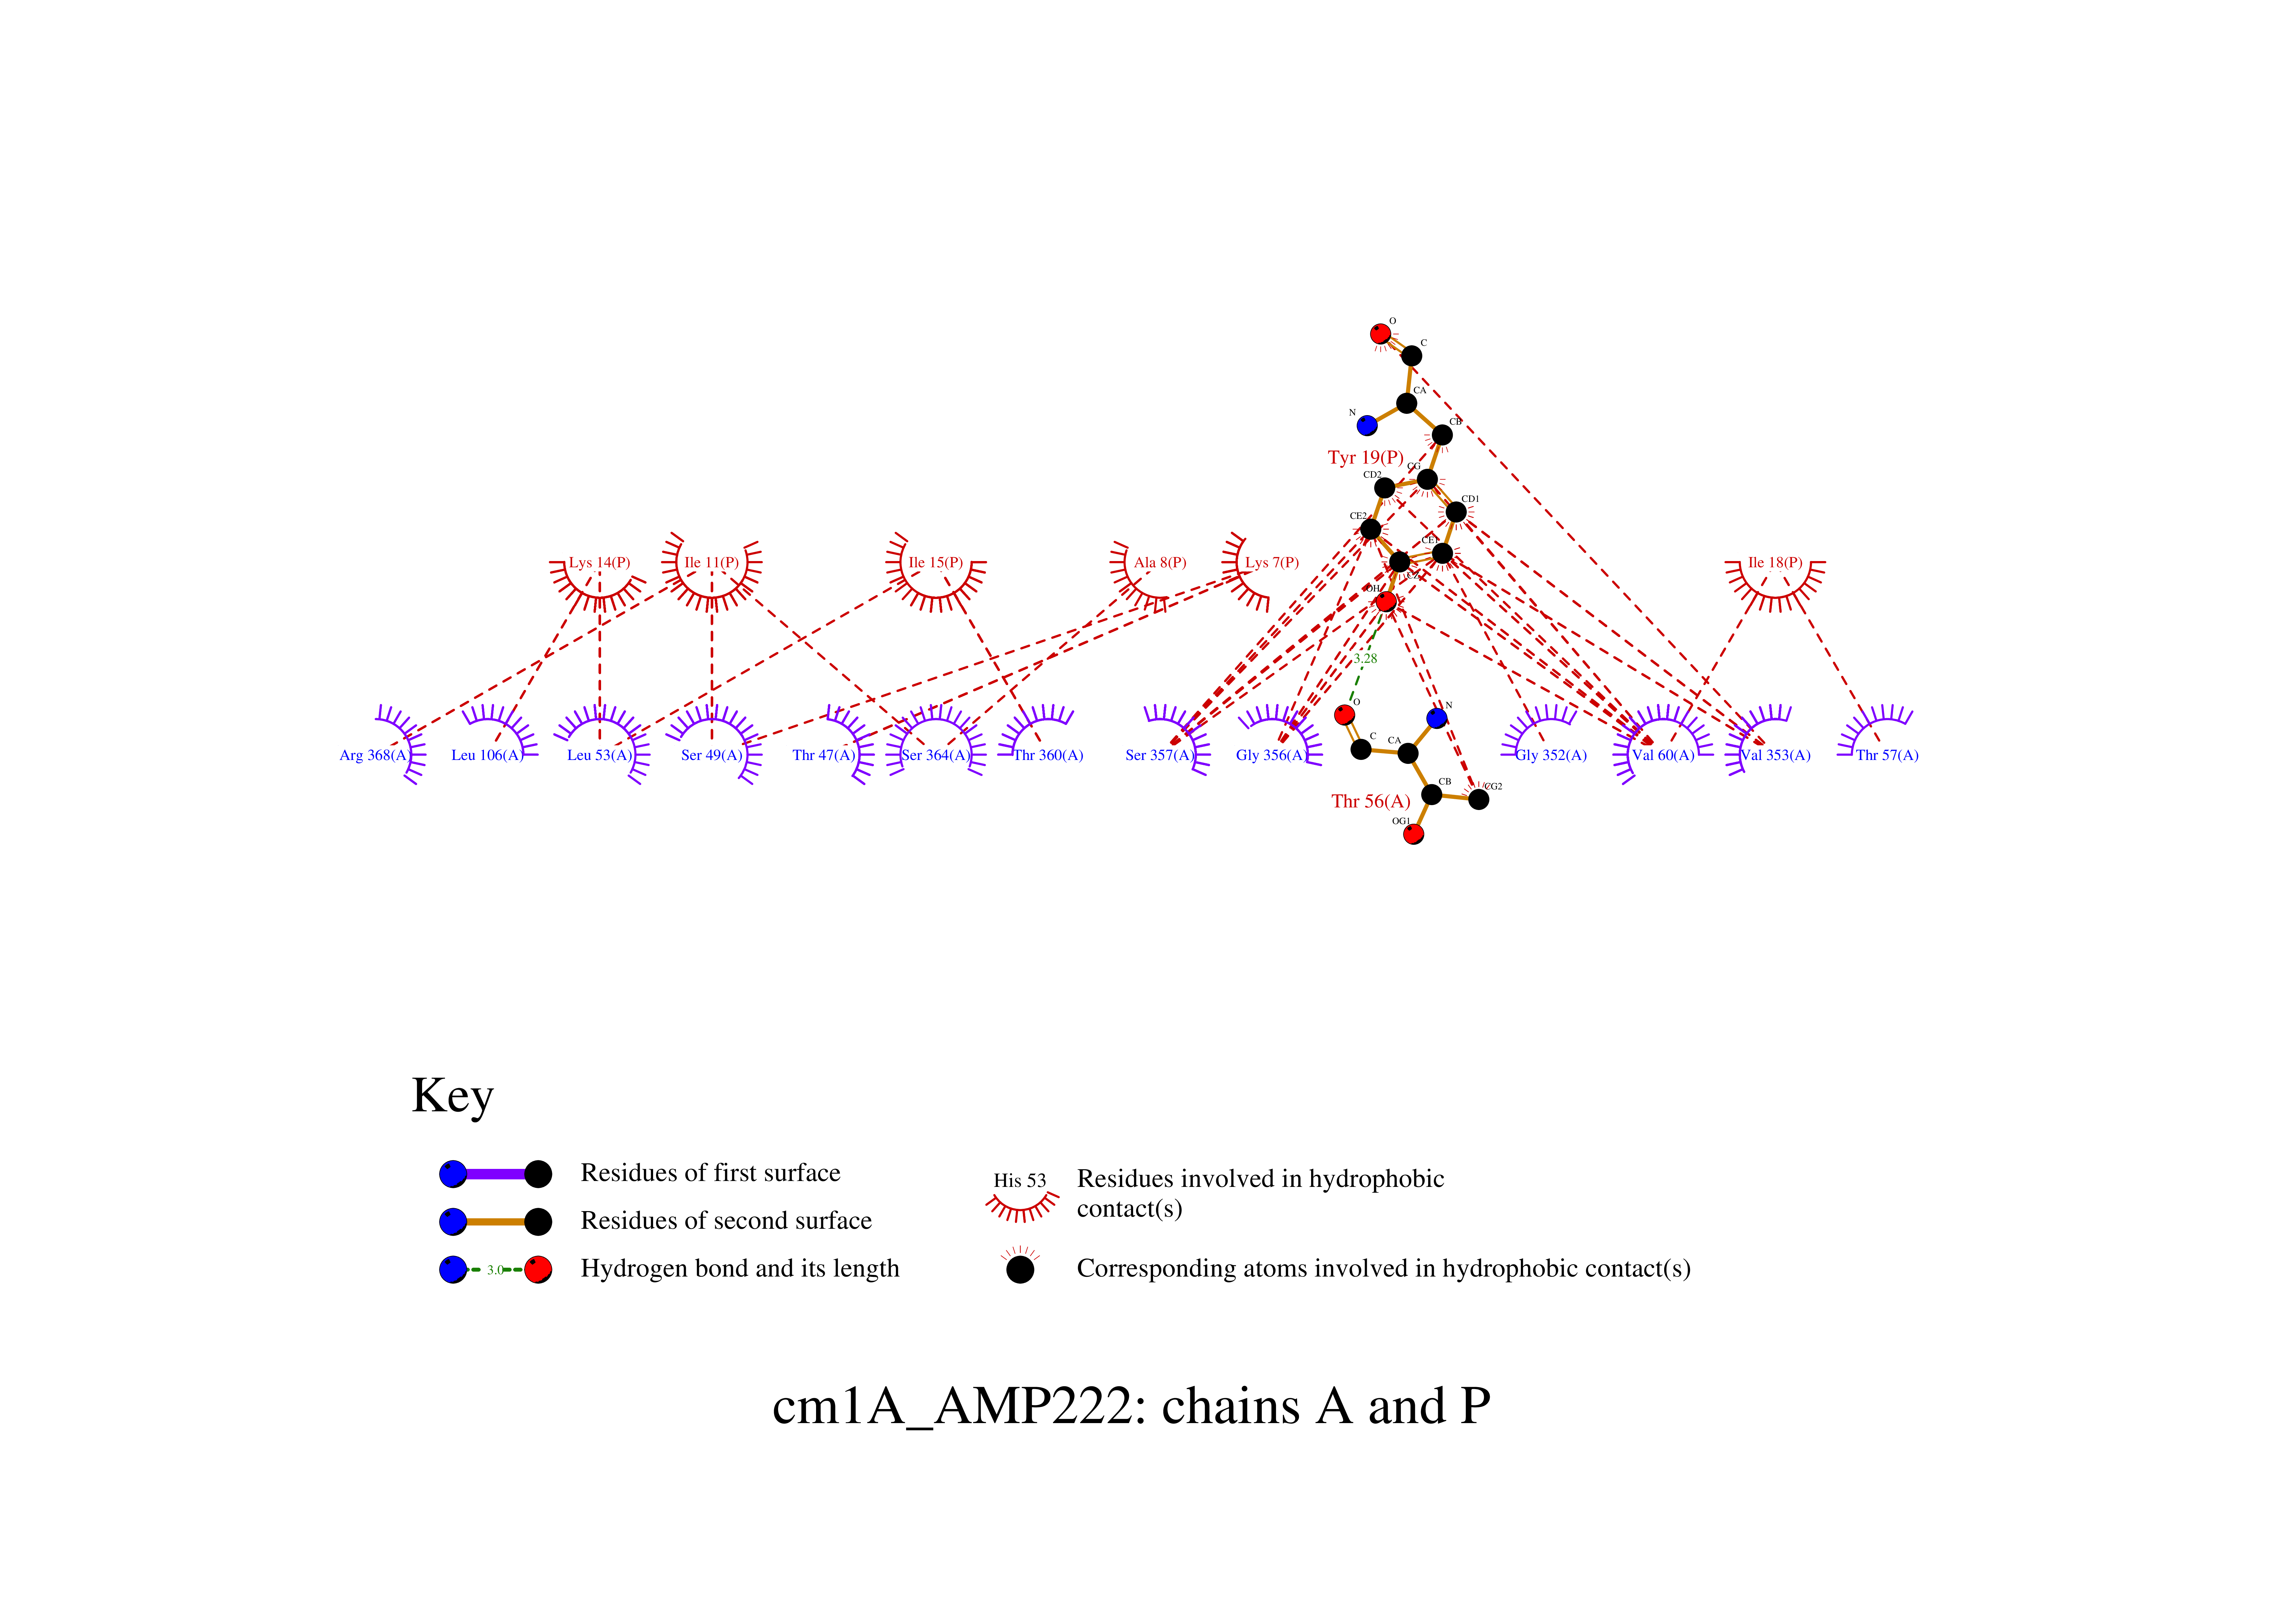 O
C
CA
N
CB
Tyr 19(P)
CG
CD2
CD1
CE2
CE1
CZ
OH
Lys 14(P) Ile 11(P) Ile 15(P) Ala 8(P) Lys 7(P) Ile 18(P)
3.28
O
N
C
CA
Arg 368(A) Leu 106(A) Leu 53(A) Ser 49(A) Thr 47(A) Ser 364(A) Thr 360(A) Ser 357(A) Gly 356(A) Gly 352(A) Val 60(A) Val 353(A) Thr 57(A)
CB
CG2
Thr 56(A)
OG1
Key
Residues of first surface
Residues of second surface
3.0 Hydrogen bond and its length
His 53 Residues involved in hydrophobic
contact(s)
Corresponding atoms involved in hydrophobic contact(s)
cm1A_AMP222: chains A and P